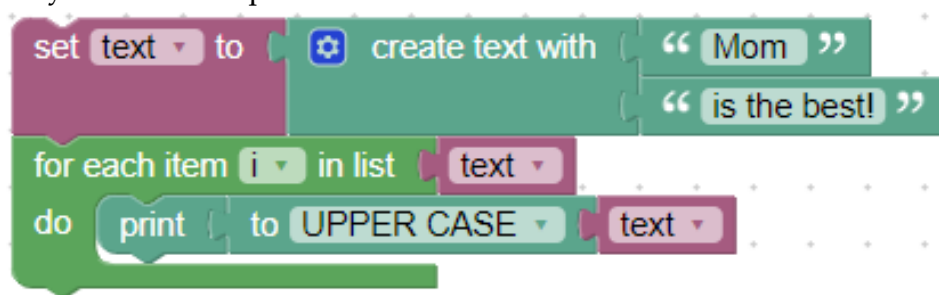 set text to create text with “ Mom ”
“ is the best! ”
for each item i in list text
do print to UPPER CASE text